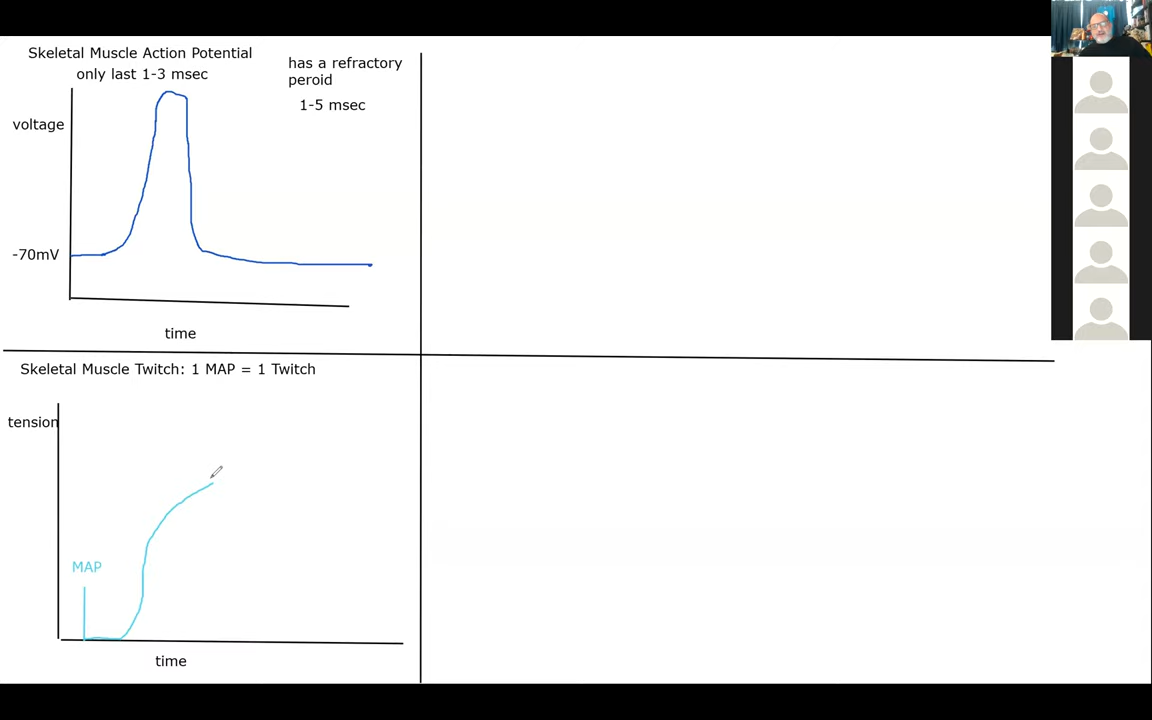 Skeletal Muscle Action Potential
only last 1-3 msec
has a refractory
peroid
1-5 msec
voltage
-70mV
time
Skeletal Muscle Twitch: 1 MAP = 1 Twitch
tension
MAP
time